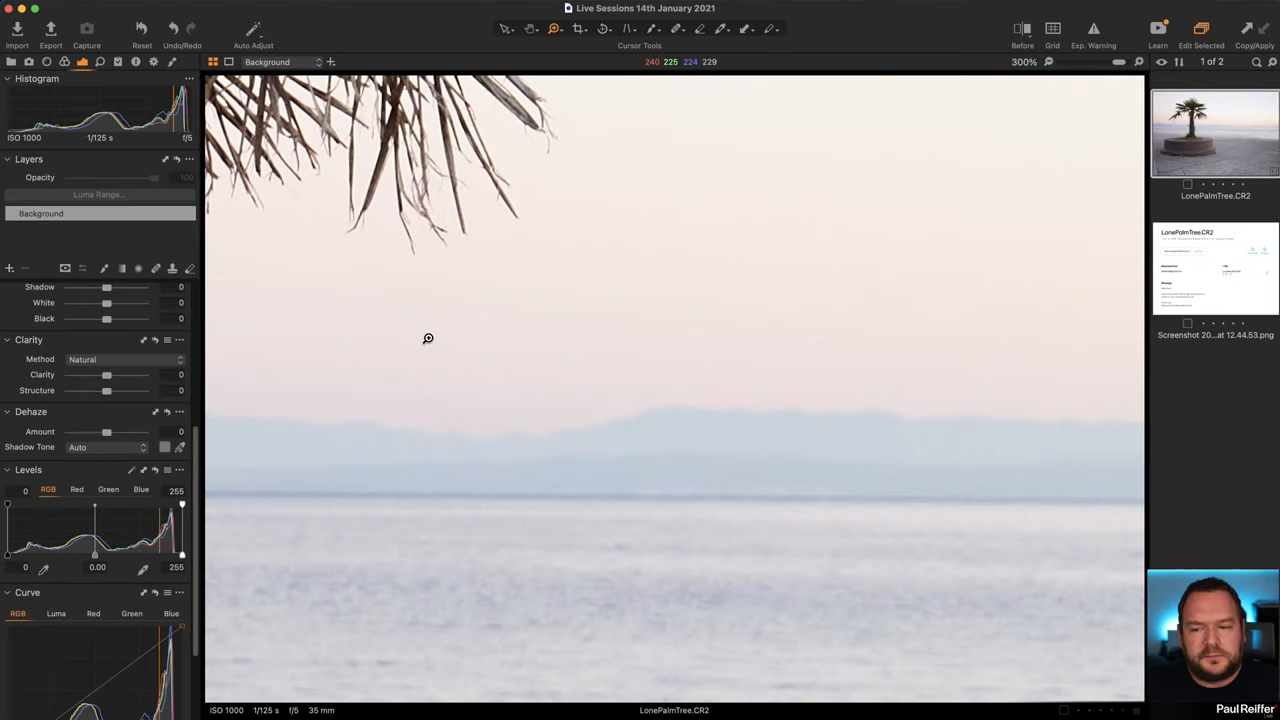 Live Sessions 14th January 2021
Import
Export
Capture
Reset
Undo/Redo
Auto Adjust
Cursor Tools
Before
Grid
Exp. Warning
Learn
Edit Selected
Copy/Apply
Background
240 225 224 229
300%
1 of 2
Histogram
ISO 1000 1/125 s f/5
Layers
Opacity 100
Luma Range...
Background
Shadow 0
White 0
Black 0
Clarity
Method Natural
Clarity 0
Structure 0
Dehaze
Amount 0
Shadow Tone Auto
Levels
0 RGB Red Green Blue 255
0 0.00 255
Curve
RGB Luma Red Green Blue
LonePalmTree.CR2
LonePalmTree.CR2
Screenshot 20...at 12.44.53.png
ISO 1000 1/125 s f/5 35 mm
LonePalmTree.CR2
PaulReiffer
Live